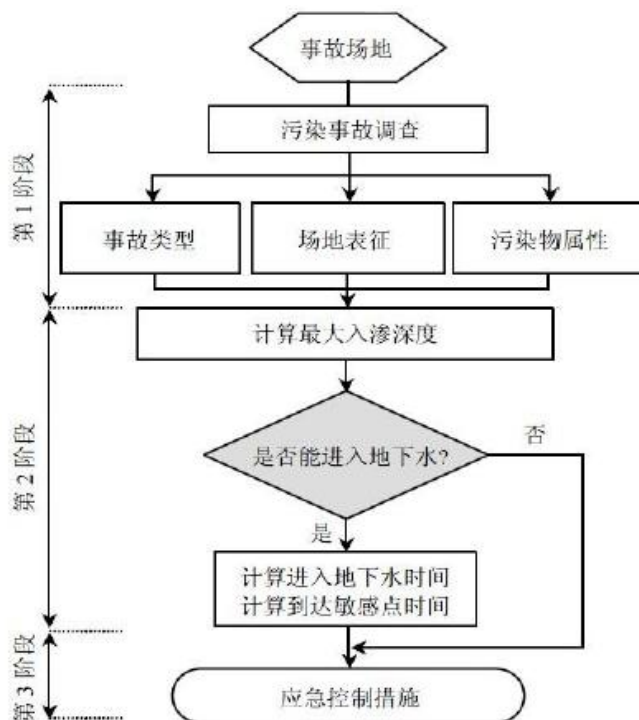 事故场地
第1阶段
污染事故调查
事故类型
场地表征
污染物属性
第2阶段
计算最大入渗深度
是否能进入地下水?
否
是
计算进入地下水时间
计算到达敏感点时间
第3阶段
应急控制措施